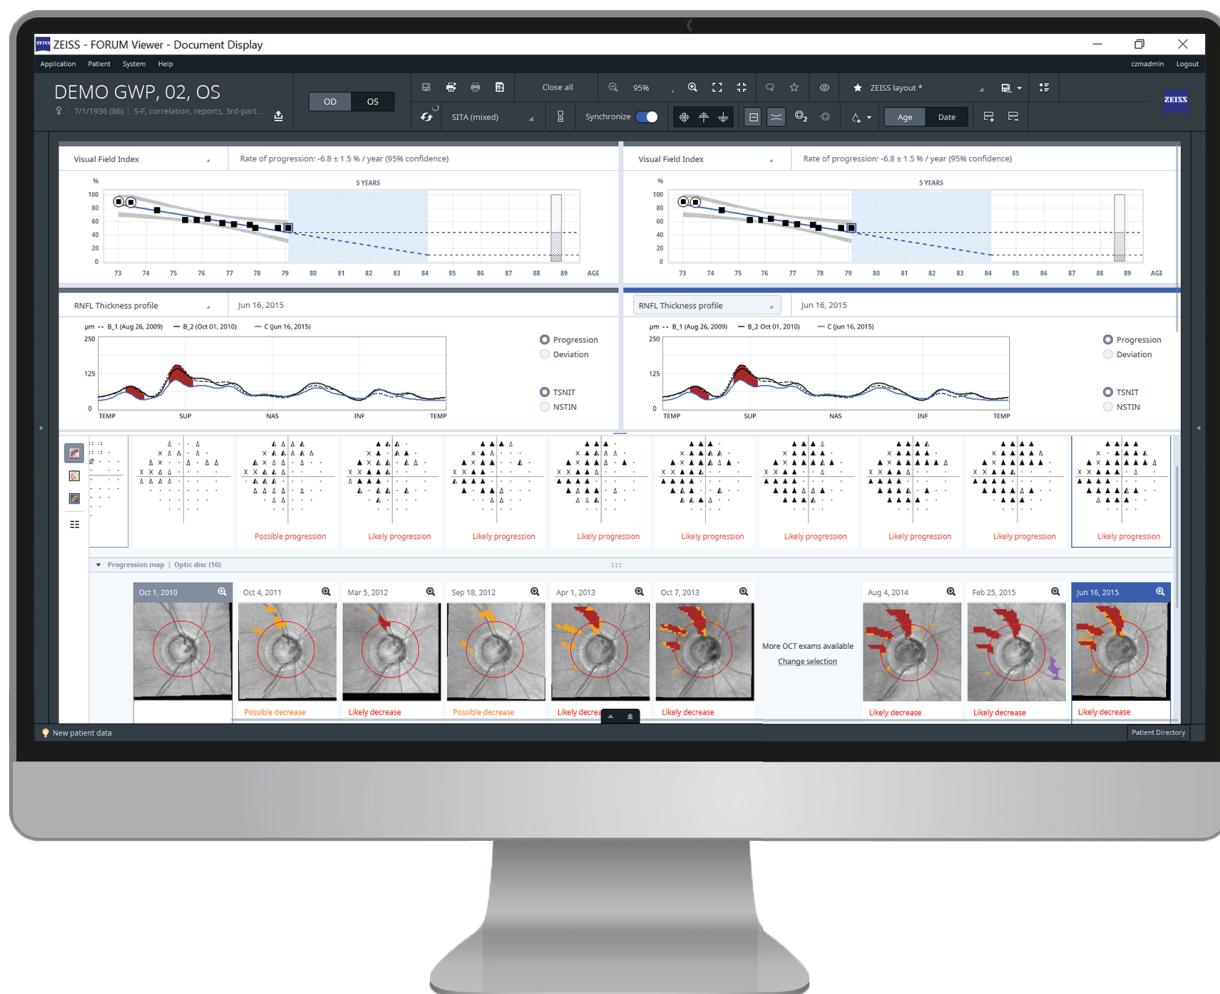 ZEISS ZEISS - FORUM Viewer - Document Display
Application Patient System Help czmadmin Logout
DEMO GWP, 02, OS
7/1/1936 (86) | S-F, correlation, reports, 3rd-part...
OD OS
Close all 95% ZEISS layout *
SITA (mixed) Synchronize Age Date
ZEISS
Visual Field Index Rate of progression: -6.8 ± 1.5 % / year (95% confidence)
5 YEARS
%
100
80
60
40
20
0
73 74 75 76 77 78 79 80 81 82 83 84 85 86 87 88 89 AGE
Visual Field Index Rate of progression: -6.8 ± 1.5 % / year (95% confidence)
5 YEARS
%
100
80
60
40
20
0
73 74 75 76 77 78 79 80 81 82 83 84 85 86 87 88 89 AGE
RNFL Thickness profile Jun 16, 2015
µm -- B_1 (Aug 26, 2009) — B_2 (Oct 01, 2010) — C (Jun 16, 2015)
250
125
0
TEMP SUP NAS INF TEMP
Progression
Deviation
TSNIT
NSTIN
RNFL Thickness profile Jun 16, 2015
µm -- B_1 (Aug 26, 2009) — B_2 Oct 01, 2010) — C (Jun 16, 2015)
250
125
0
TEMP SUP NAS INF TEMP
Progression
Deviation
TSNIT
NSTIN
Possible progression Likely progression Likely progression Likely progression Likely progression Likely progression Likely progression Likely progression Likely progression
Progression map | Optic disc (10)
Oct 1, 2010 Oct 4, 2011 Mar 5, 2012 Sep 18, 2012 Apr 1, 2013 Oct 7, 2013 Aug 4, 2014 Feb 25, 2015 Jun 16, 2015
More OCT exams available
Change selection
Possible decrease Likely decrease Possible decrease Likely decrea Likely decrease Likely decrease Likely decrease Likely decrease
New patient data Patient Directory